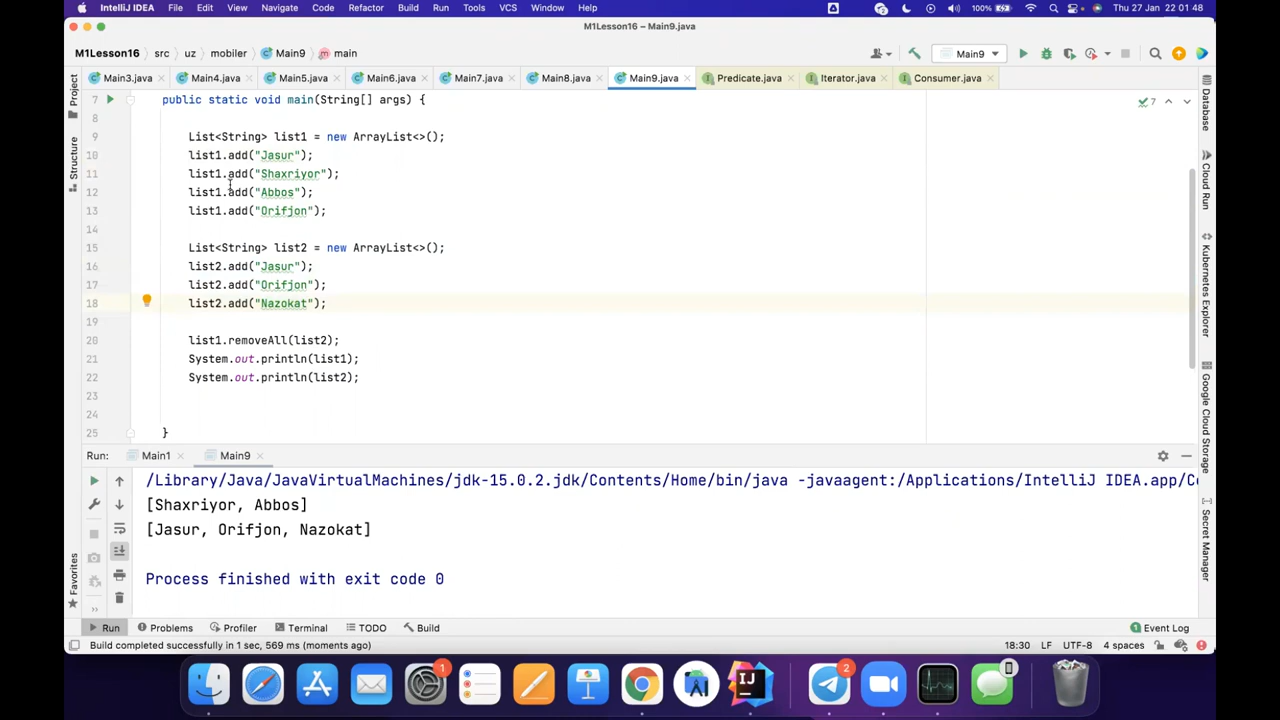 IntelliJ IDEA File Edit View Navigate Code Refactor Build Run Tools VCS Window Help 100% Thu 27 Jan 22 01 48
M1Lesson16 – Main9.java
M1Lesson16 src uz mobiler Main9 main Main9
Main3.java Main4.java Main5.java Main6.java Main7.java Main8.java Main9.java Predicate.java Iterator.java Consumer.java
7 public static void main(String[] args) { 7
8
9 List<String> list1 = new ArrayList<>();
10 list1.add("Jasur");
11 list1.add("Shaxriyor");
12 list1.add("Abbos");
13 list1.add("Orifjon");
14
15 List<String> list2 = new ArrayList<>();
16 list2.add("Jasur");
17 list2.add("Orifjon");
18 list2.add("Nazokat");
19
20 list1.removeAll(list2);
21 System.out.println(list1);
22 System.out.println(list2);
23
24
25 }
Project
Structure
Favorites
Database
Cloud Run
Kubernetes Explorer
Google Cloud Storage
Secret Manager
Run: Main1 Main9
/Library/Java/JavaVirtualMachines/jdk-15.0.2.jdk/Contents/Home/bin/java -javaagent:/Applications/IntelliJ IDEA.app/Co
[Shaxriyor, Abbos]
[Jasur, Orifjon, Nazokat]
Process finished with exit code 0
Run Problems Profiler Terminal TODO Build 1 Event Log
Build completed successfully in 1 sec, 569 ms (moments ago) 18:30 LF UTF-8 4 spaces
1 2